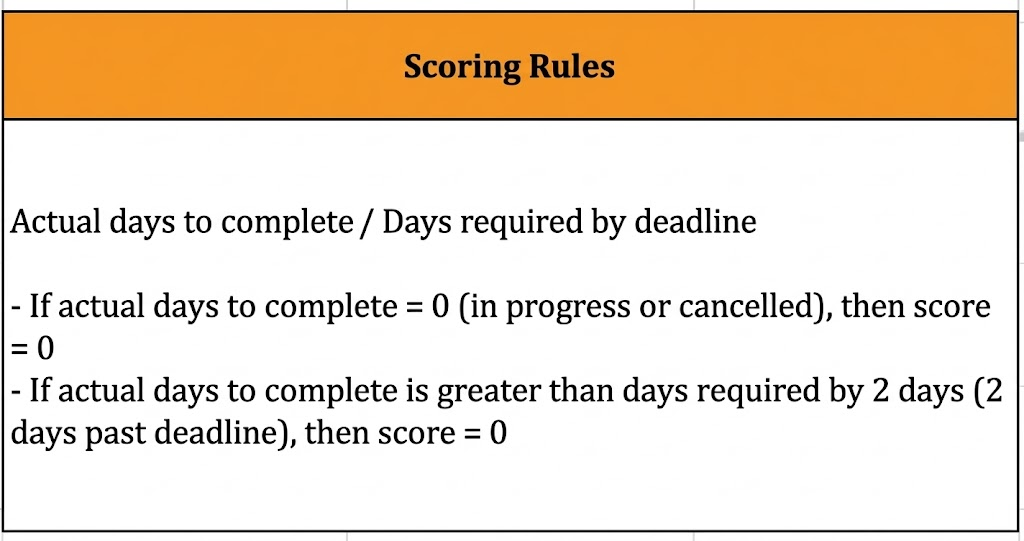 Scoring Rules
Actual days to complete / Days required by deadline
- If actual days to complete = 0 (in progress or cancelled), then score
= 0
- If actual days to complete is greater than days required by 2 days (2
days past deadline), then score = 0